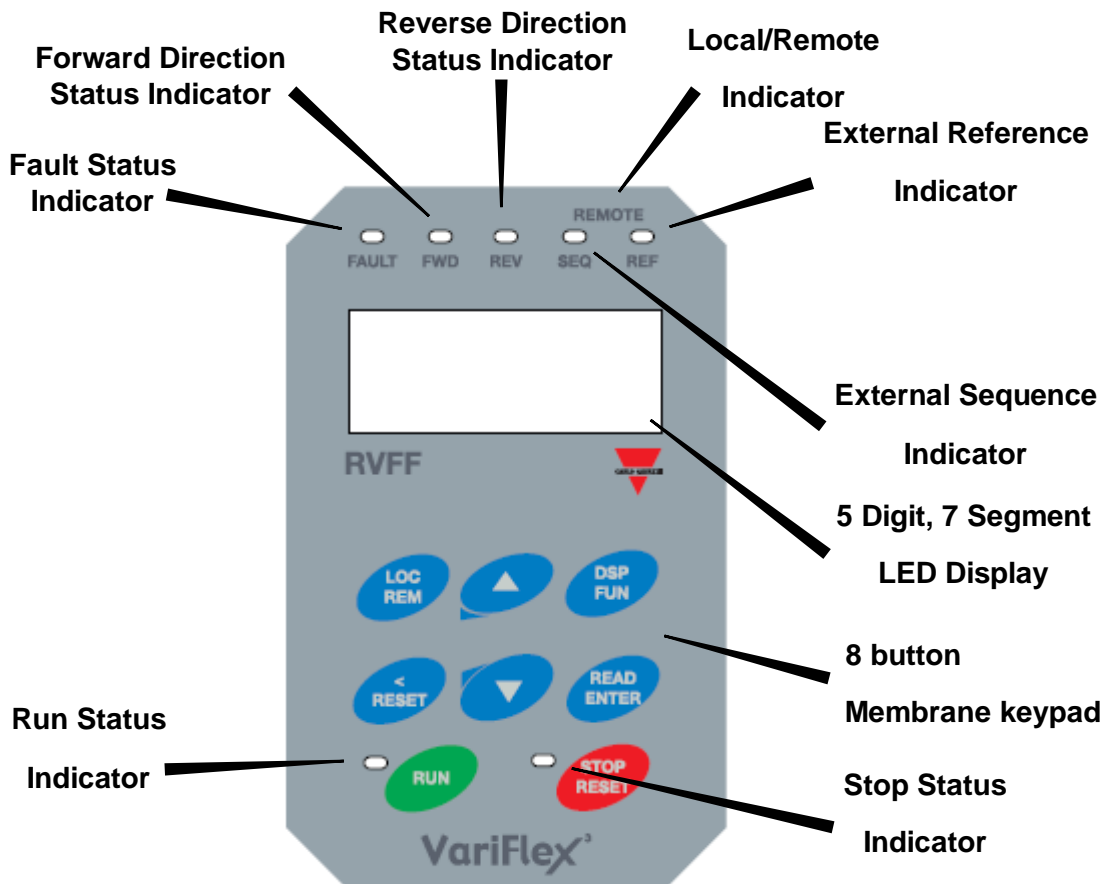 Reverse Direction
Status Indicator
Local/Remote
Indicator
Forward Direction
Status Indicator
External Reference
Indicator
Fault Status
Indicator
REMOTE
FAULT FWD REV SEQ REF
RVFF
External Sequence
Indicator
5 Digit, 7 Segment
LED Display
LOC
REM
DSP
FUN
8 button
Membrane keypad
<
RESET
READ
ENTER
Run Status
Indicator
RUN
STOP
RESET
Stop Status
Indicator
VariFlex³